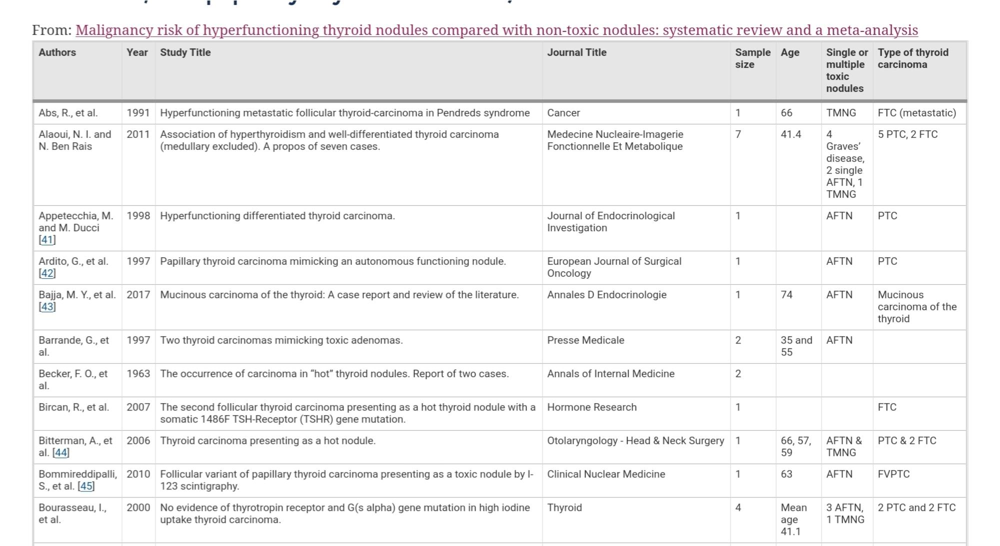 From: Malignancy risk of hyperfunctioning thyroid nodules compared with non-toxic nodules: systematic review and a meta-analysis
Authors Year Study Title Journal Title Sample size Age Single or multiple toxic nodules Type of thyroid carcinoma
Abs, R., et al. 1991 Hyperfunctioning metastatic follicular thyroid-carcinoma in Pendreds syndrome Cancer 1 66 TMNG FTC (metastatic)
Alaoui, N. I. and N. Ben Rais 2011 Association of hyperthyroidism and well-differentiated thyroid carcinoma (medullary excluded). A propos of seven cases. Medecine Nucleaire-Imagerie Fonctionnelle Et Metabolique 7 41.4 4 Graves’ disease, 2 single AFTN, 1 TMNG 5 PTC, 2 FTC
Appetecchia, M. and M. Ducci [41] 1998 Hyperfunctioning differentiated thyroid carcinoma. Journal of Endocrinological Investigation 1 AFTN PTC
Ardito, G., et al. [42] 1997 Papillary thyroid carcinoma mimicking an autonomous functioning nodule. European Journal of Surgical Oncology 1 AFTN PTC
Bajja, M. Y., et al. [43] 2017 Mucinous carcinoma of the thyroid: A case report and review of the literature. Annales D Endocrinologie 1 74 AFTN Mucinous carcinoma of the thyroid
Barrande, G., et al. 1997 Two thyroid carcinomas mimicking toxic adenomas. Presse Medicale 2 35 and 55 AFTN
Becker, F. O., et al. 1963 The occurrence of carcinoma in “hot” thyroid nodules. Report of two cases. Annals of Internal Medicine 2
Bircan, R., et al. 2007 The second follicular thyroid carcinoma presenting as a hot thyroid nodule with a somatic 1486F TSH-Receptor (TSHR) gene mutation. Hormone Research 1 FTC
Bitterman, A., et al. [44] 2006 Thyroid carcinoma presenting as a hot nodule. Otolaryngology - Head & Neck Surgery 1 66, 57, 59 AFTN & TMNG PTC & 2 FTC
Bommireddipalli, S., et al. [45] 2010 Follicular variant of papillary thyroid carcinoma presenting as a toxic nodule by I-123 scintigraphy. Clinical Nuclear Medicine 1 63 AFTN FVPTC
Bourasseau, I., et al. 2000 No evidence of thyrotropin receptor and G(s alpha) gene mutation in high iodine uptake thyroid carcinoma. Thyroid 4 Mean age 41.1 3 AFTN, 1 TMNG 2 PTC and 2 FTC